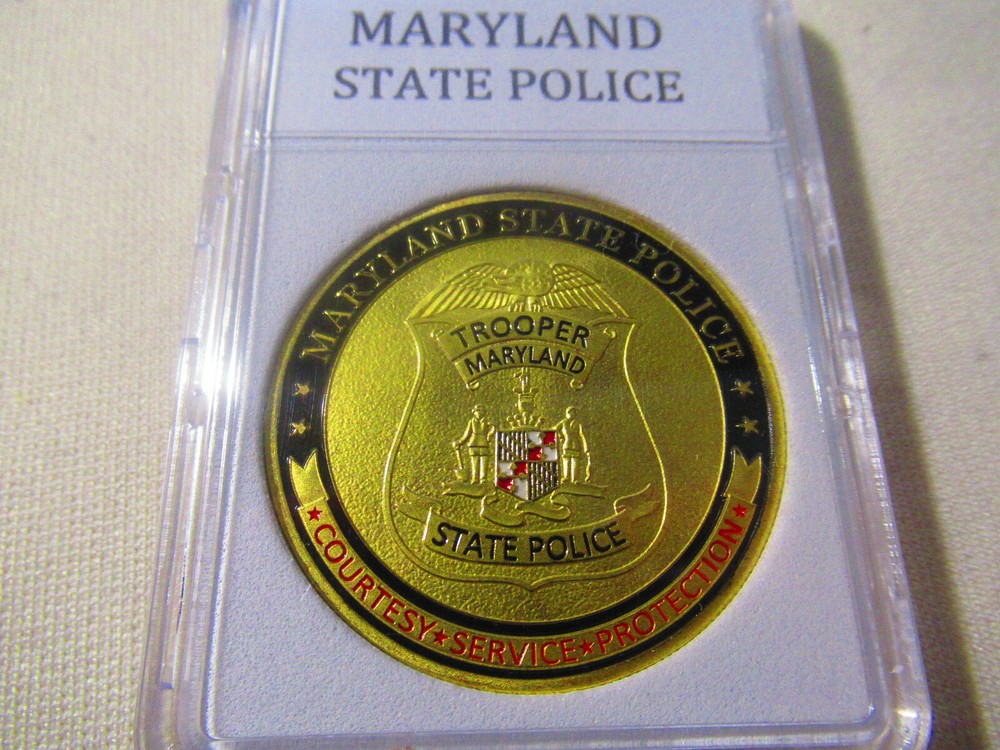 MARYLAND
STATE POLICE
MARYLAND STATE POLICE
TROOPER
MARYLAND
STATE POLICE
★COURTESY★SERVICE★PROTECTION★